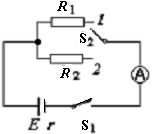 R₁ 1
S₂
R₂ 2
A
E r S₁